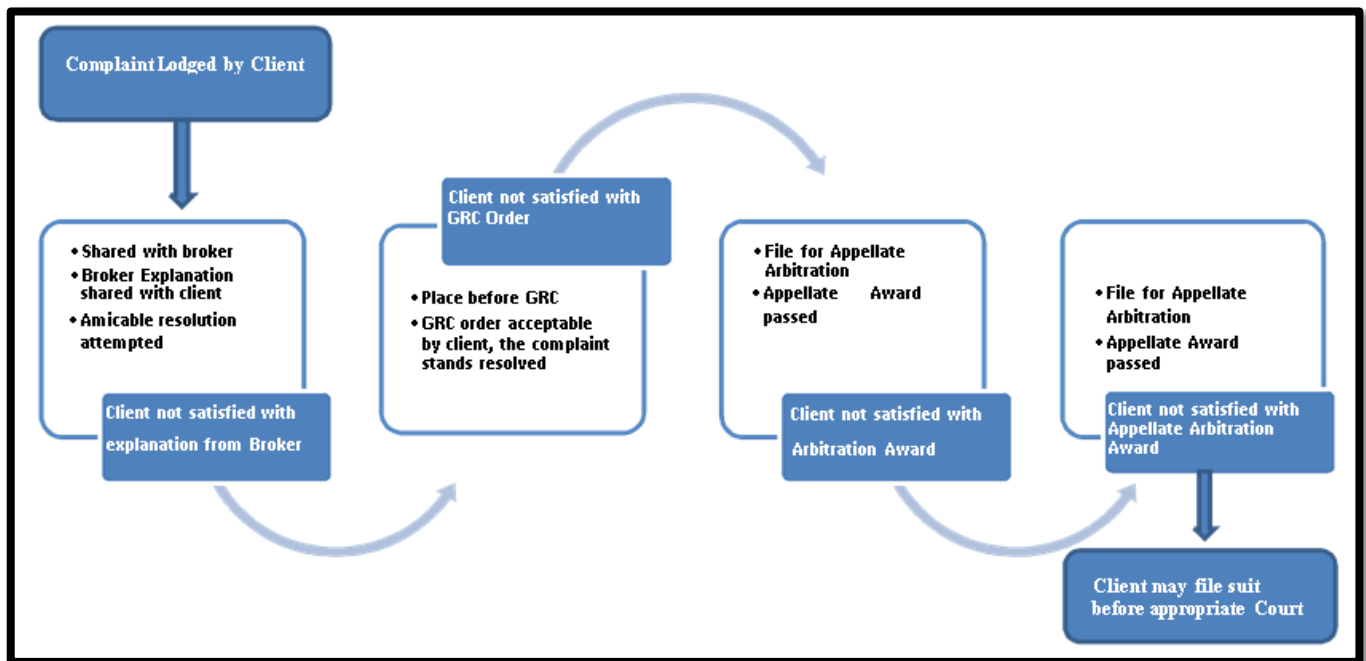 Complaint Lodged by Client
• Shared with broker
• Broker Explanation
shared with client
• Amicable resolution
attempted
Client not satisfied with
explanation from Broker
Client not satisfied with
GRC Order
• Place before GRC
• GRC order acceptable
by client, the complaint
stands resolved
• File for Appellate
Arbitration
• Appellate Award
passed
Client not satisfied with
Arbitration Award
• File for Appellate
Arbitration
• Appellate Award
passed
Client not satisfied with
Appellate Arbitration
Award
Client may file suit
before appropriate Court